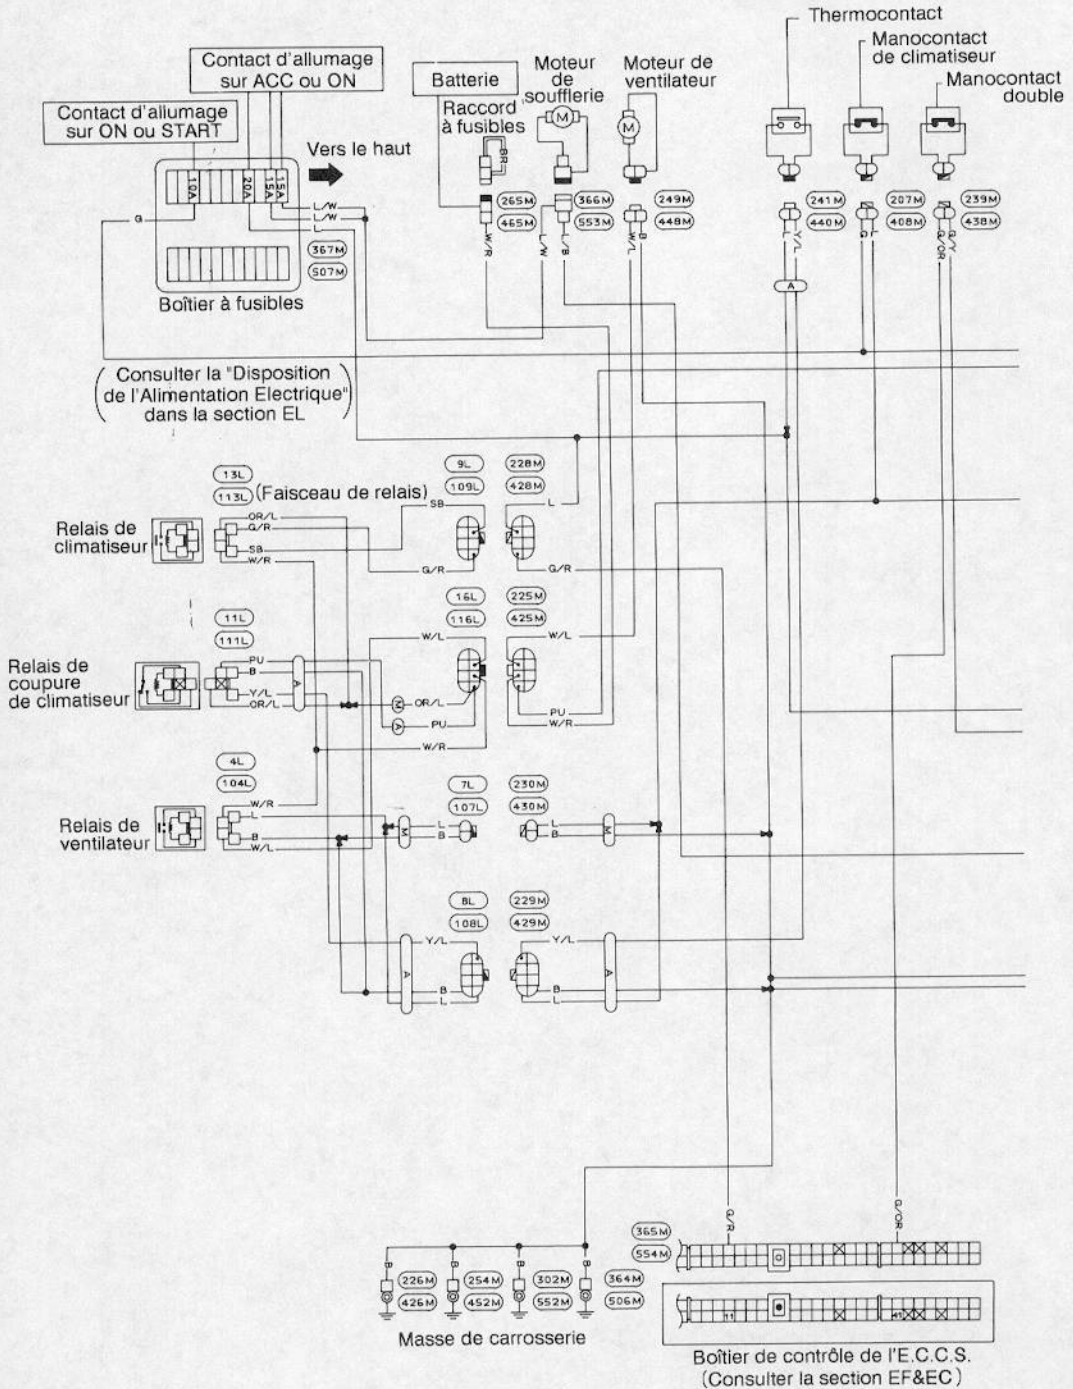 Thermocontact
Manocontact
de climatiseur
Manocontact
double
Contact d'allumage
sur ACC ou ON
Contact d'allumage
sur ON ou START
Batterie
Moteur
de
soufflerie
Moteur de
ventilateur
Raccord
à fusibles
Vers le haut
M
M
BR
10A
20A
15A
15A
G
L/W
L/W
L
265M
465M
366M
553M
249M
448M
241M
440M
207M
408M
239M
438M
367M
507M
W/R
L/W
L/B
W/L
B
L
Y/L
G
L
G/OR
G/Y
A
Boîtier à fusibles
(Consulter la "Disposition
de l'Alimentation Electrique"
dans la section EL)
13L
113L
(Faisceau de relais)
9L
109L
228M
428M
Relais de
climatiseur
OR/L
G/R
SB
W/R
SB
L
G/R
G/R
11L
111L
16L
116L
225M
425M
Relais de
coupure
de climatiseur
PU
B
Y/L
OR/L
A
W/L
W/L
M
OR/L
A
PU
W/R
PU
W/R
4L
104L
7L
107L
230M
430M
Relais de
ventilateur
W/R
L
B
W/L
M
L
B
L
B
M
8L
108L
229M
429M
Y/L
Y/L
A
A
B
L
B
L
G/R
G/OR
365M
554M
B
B
B
B
226M
426M
254M
452M
302M
552M
364M
506M
11
41
Masse de carrosserie
Boîtier de contrôle de l'E.C.C.S.
(Consulter la section EF&EC)